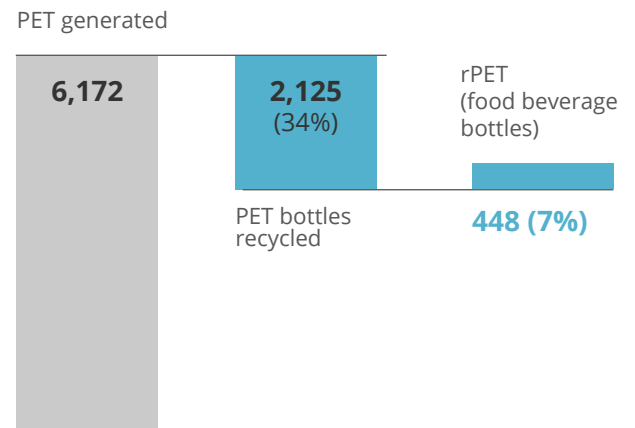 PET generated
6,172
2,125
(34%)
rPET
(food beverage
bottles)
PET bottles
recycled
448 (7%)